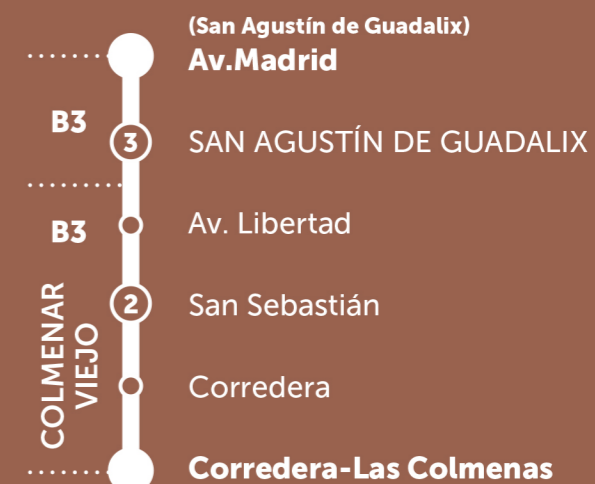 (San Agustín de Guadalix)
Av.Madrid
B3
3
SAN AGUSTÍN DE GUADALIX
B3
Av. Libertad
COLMENAR
VIEJO
2
San Sebastián
Corredera
Corredera-Las Colmenas